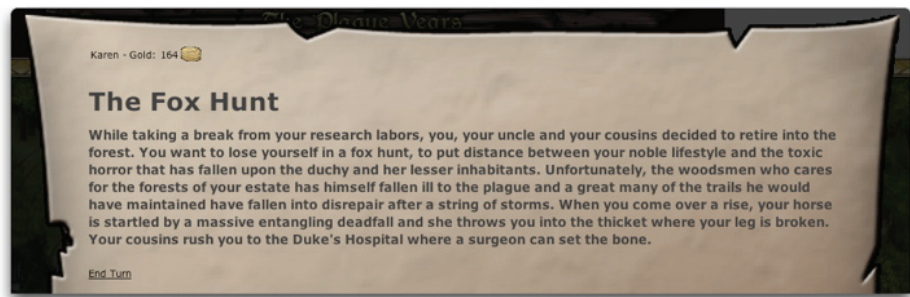 The Plague Years
Karen - Gold: 164
The Fox Hunt
While taking a break from your research labors, you, your uncle and your cousins decided to retire into the
forest. You want to lose yourself in a fox hunt, to put distance between your noble lifestyle and the toxic
horror that has fallen upon the duchy and her lesser inhabitants. Unfortunately, the woodsmen who cares
for the forests of your estate has himself fallen ill to the plague and a great many of the trails he would
have maintained have fallen into disrepair after a string of storms. When you come over a rise, your horse
is startled by a massive entangling deadfall and she throws you into the thicket where your leg is broken.
Your cousins rush you to the Duke's Hospital where a surgeon can set the bone.
End Turn